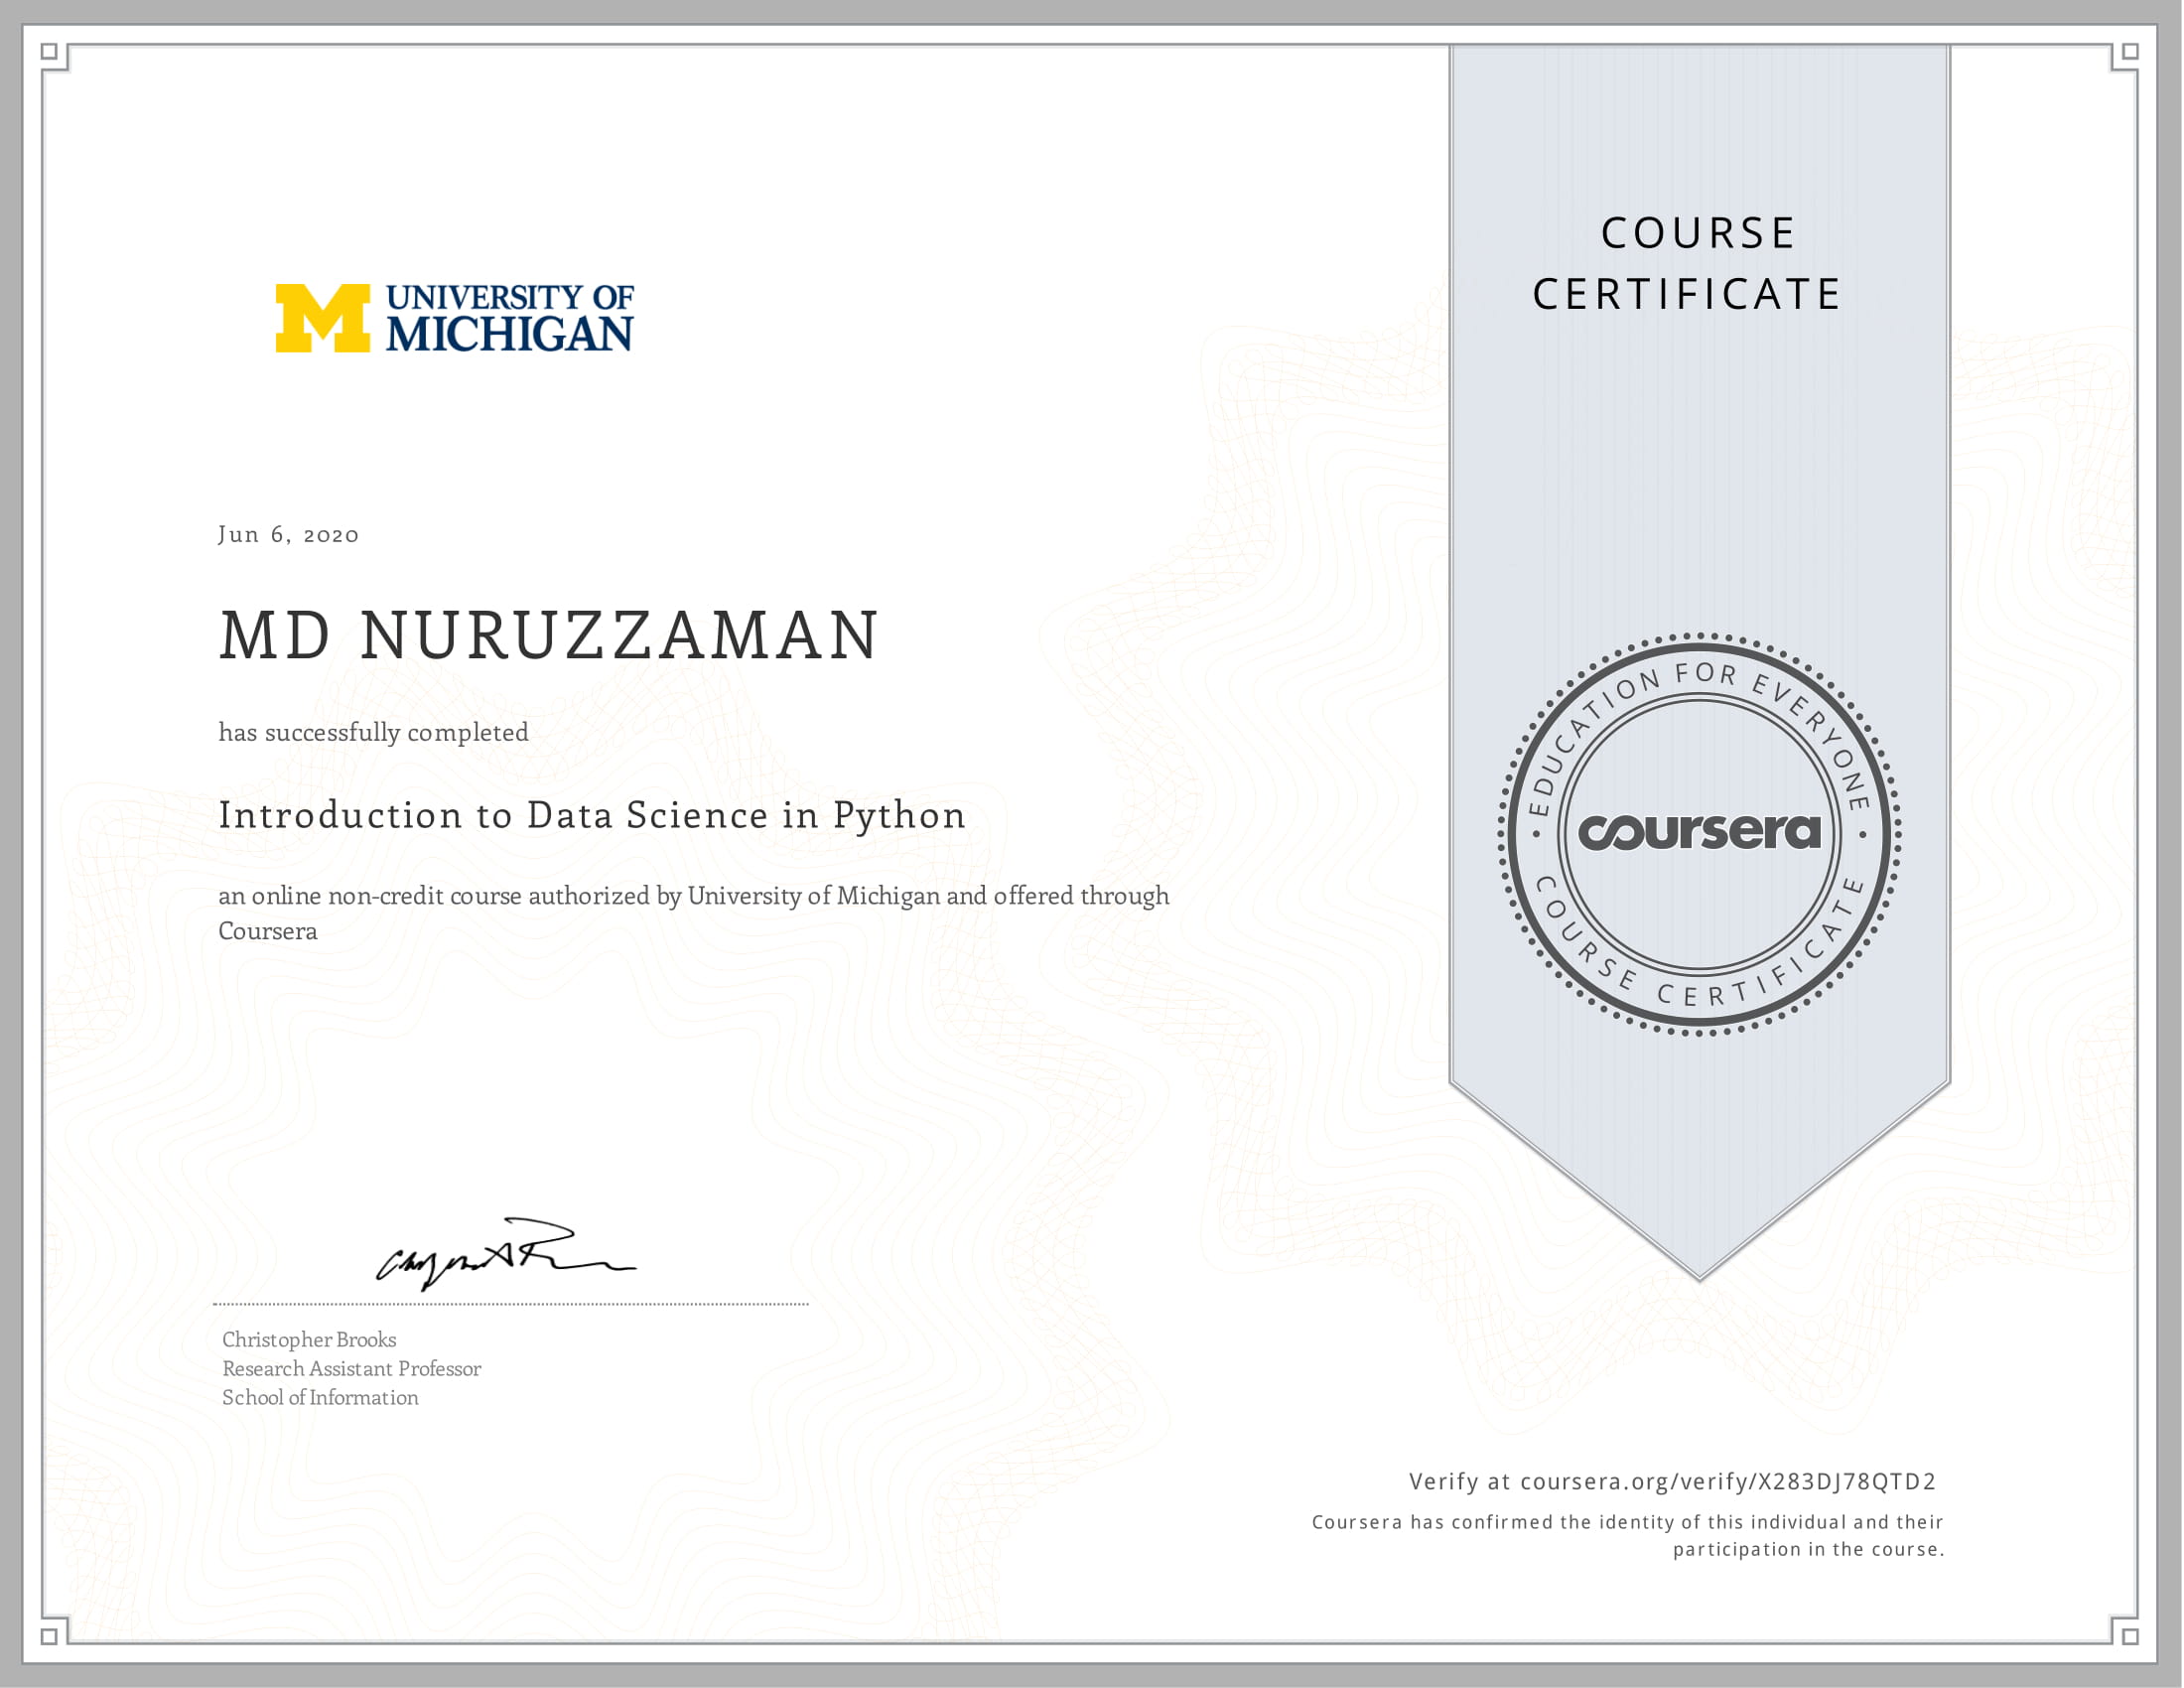 COURSE
CERTIFICATE
UNIVERSITY OF
MICHIGAN
Jun 6, 2020
MD NURUZZAMAN
has successfully completed
Introduction to Data Science in Python
an online non-credit course authorized by University of Michigan and offered through
Coursera
EDUCATION FOR EVERYONE
coursera
COURSE CERTIFICATE
Christopher Brooks
Research Assistant Professor
School of Information
Verify at coursera.org/verify/X283DJ78QTD2
Coursera has confirmed the identity of this individual and their
participation in the course.